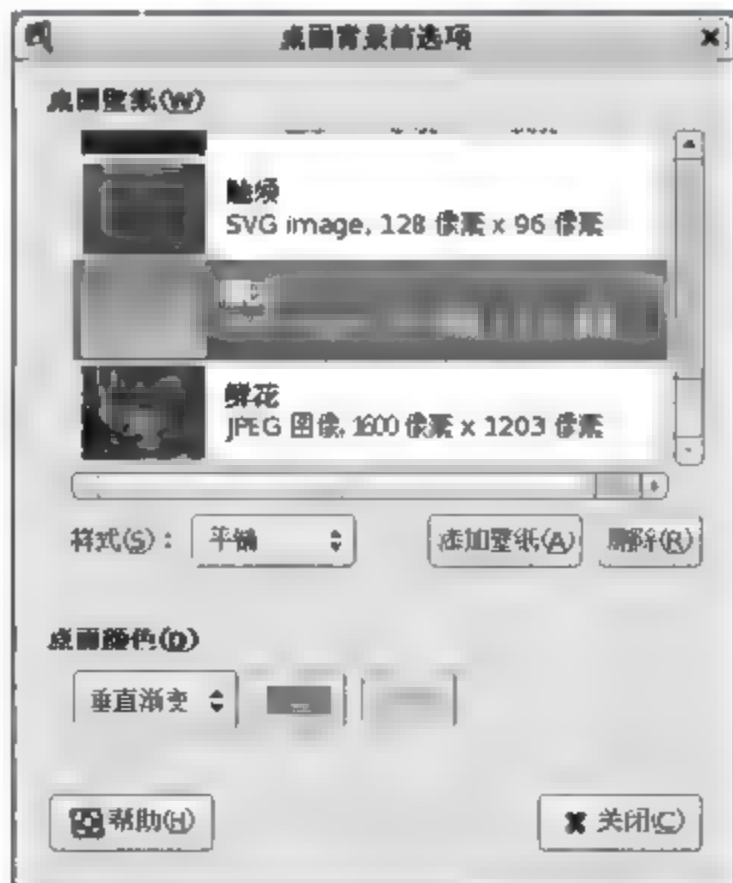 桌面背景首选项
桌面壁纸(W)
SVG image, 128 像素 x 96 像素
鲜花
JPEG 图像, 1600 像素 x 1203 像素
样式(S)： 平铺 添加壁纸(A) 删除(R)
桌面颜色(D)
垂直渐变
帮助(H) 关闭(C)